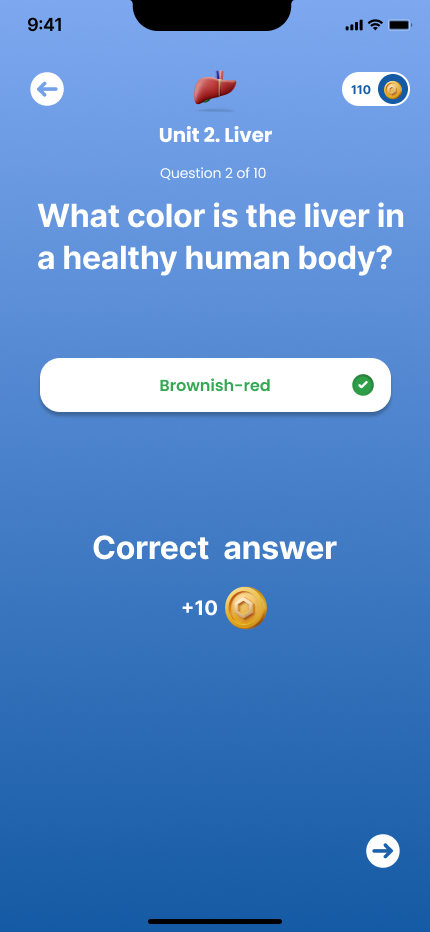 9:41
110
Unit 2. Liver
Question 2 of 10
What color is the liver in
a healthy human body?
Brownish-red
Correct answer
+10